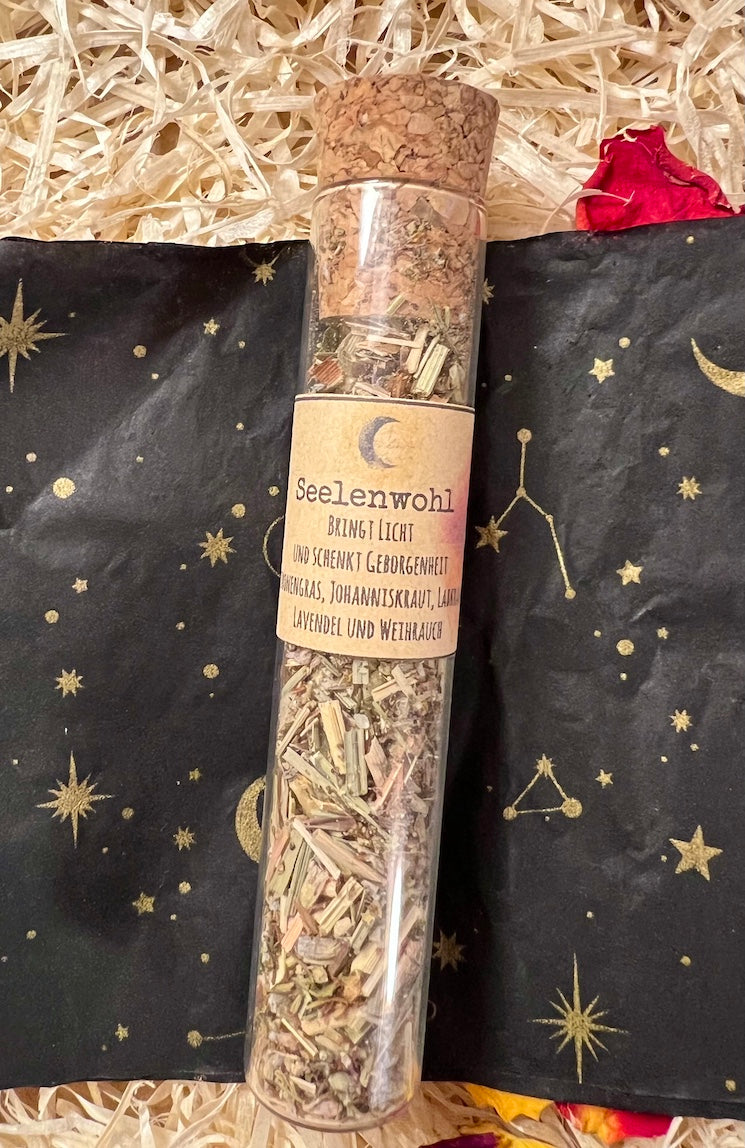 Seelenwohl
Bringt Licht
und schenkt Geborgenheit
Johanniskraut,
Lavendel und Weihrauch